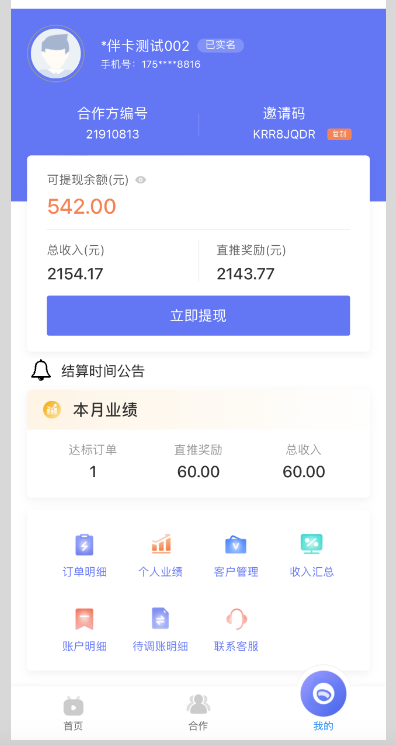 *伴卡测试002 已实名
手机号：175****8816
合作方编号 邀请码
21910813 KRR8JQDR 复制
可提现余额(元)
542.00
总收入(元) 直推奖励(元)
2154.17 2143.77
立即提现
结算时间公告
本月业绩
达标订单 直推奖励 总收入
1 60.00 60.00
订单明细 个人业绩 客户管理 收入汇总
账户明细 待调账明细 联系客服
首页 合作 我的